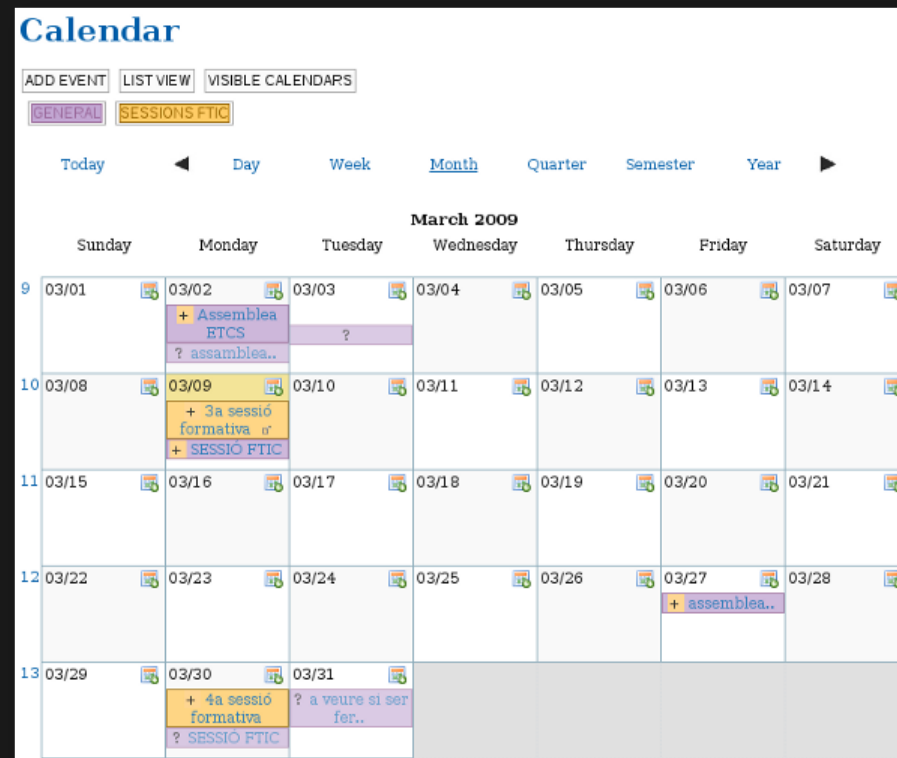 Calendar
ADD EVENT LIST VIEW VISIBLE CALENDARS
GENERAL SESSIONS FTIC
Today Day Week Month Quarter Semester Year
March 2009
Sunday Monday Tuesday Wednesday Thursday Friday Saturday
9 03/01 03/02 03/03 03/04 03/05 03/06 03/07
+ Assemblea
ETCS
?
? assamblea..
10 03/08 03/09 03/10 03/11 03/12 03/13 03/14
+ 3a sessió
formativa
+ SESSIÓ FTIC
11 03/15 03/16 03/17 03/18 03/19 03/20 03/21
12 03/22 03/23 03/24 03/25 03/26 03/27 03/28
+ assemblea..
13 03/29 03/30 03/31
+ 4a sessió
formativa
? a veure si ser
fer..
? SESSIÓ FTIC